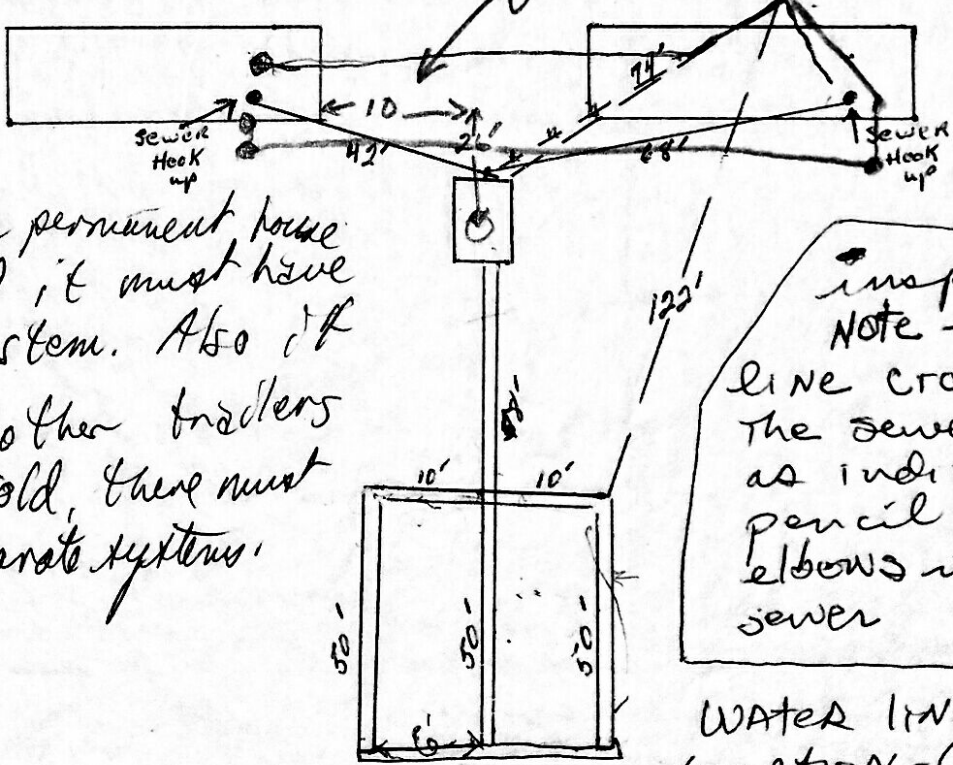 74'
10
26'
sewer
Hook
up
42'
68'
sewer
Hook
up
permanent house
it must have
stem. Also if
other trailers
old, there must
arate systems.
122'
insp
Note -
line cro
The sewe
as indi
pencil
elbows
sewer
10'
10'
50'
50'
50'
6'
WATER LIN